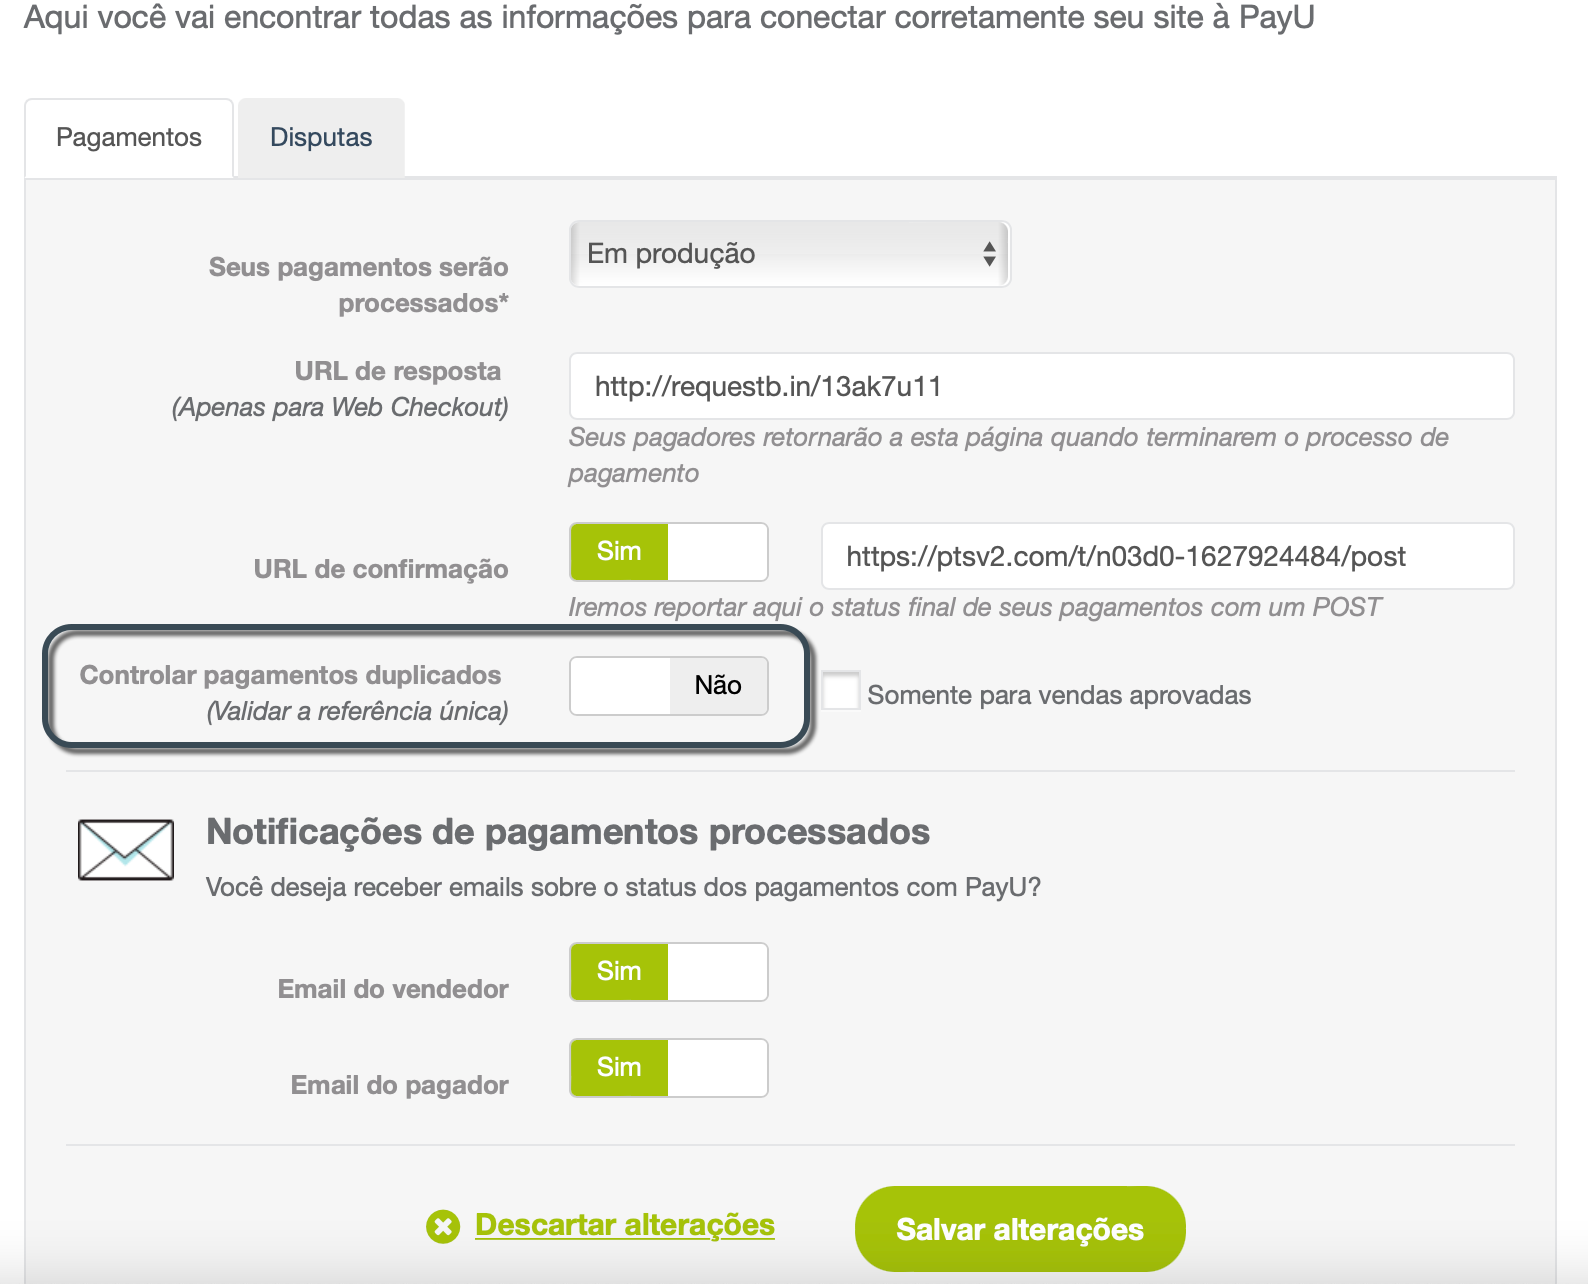 Aqui você vai encontrar todas as informações para conectar corretamente seu site à PayU
Pagamentos
Disputas
Seus pagamentos serão
processados*
Em produção
URL de resposta
(Apenas para Web Checkout)
http://requestb.in/13ak7u11
Seus pagadores retornarão a esta página quando terminarem o processo de
pagamento
URL de confirmação
Sim
https://ptsv2.com/t/n03d0-1627924484/post
Iremos reportar aqui o status final de seus pagamentos com um POST
Controlar pagamentos duplicados
(Validar a referência única)
Não
Somente para vendas aprovadas
Notificações de pagamentos processados
Você deseja receber emails sobre o status dos pagamentos com PayU?
Email do vendedor
Sim
Email do pagador
Sim
Descartar alterações
Salvar alterações